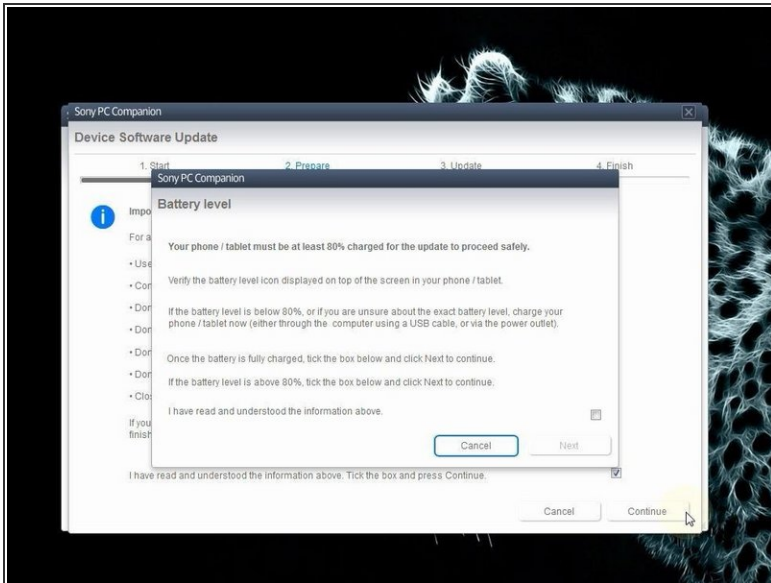 Sony PC Companion
Device Software Update
1. Start 2. Prepare 3. Update 4. Finish
Sony PC Companion
Battery level
Your phone / tablet must be at least 80% charged for the update to proceed safely.
Verify the battery level icon displayed on top of the screen in your phone / tablet.
If the battery level is below 80%, or if you are unsure about the exact battery level, charge your
phone / tablet now (either through the computer using a USB cable, or via the power outlet).
Once the battery is fully charged, tick the box below and click Next to continue.
If the battery level is above 80%, tick the box below and click Next to continue.
I have read and understood the information above.
Cancel Next
Impo
For a
• Use
• Con
• Don
• Don
• Don
• Don
• Clos
If you
finish
I have read and understood the information above. Tick the box and press Continue.
Cancel Continue